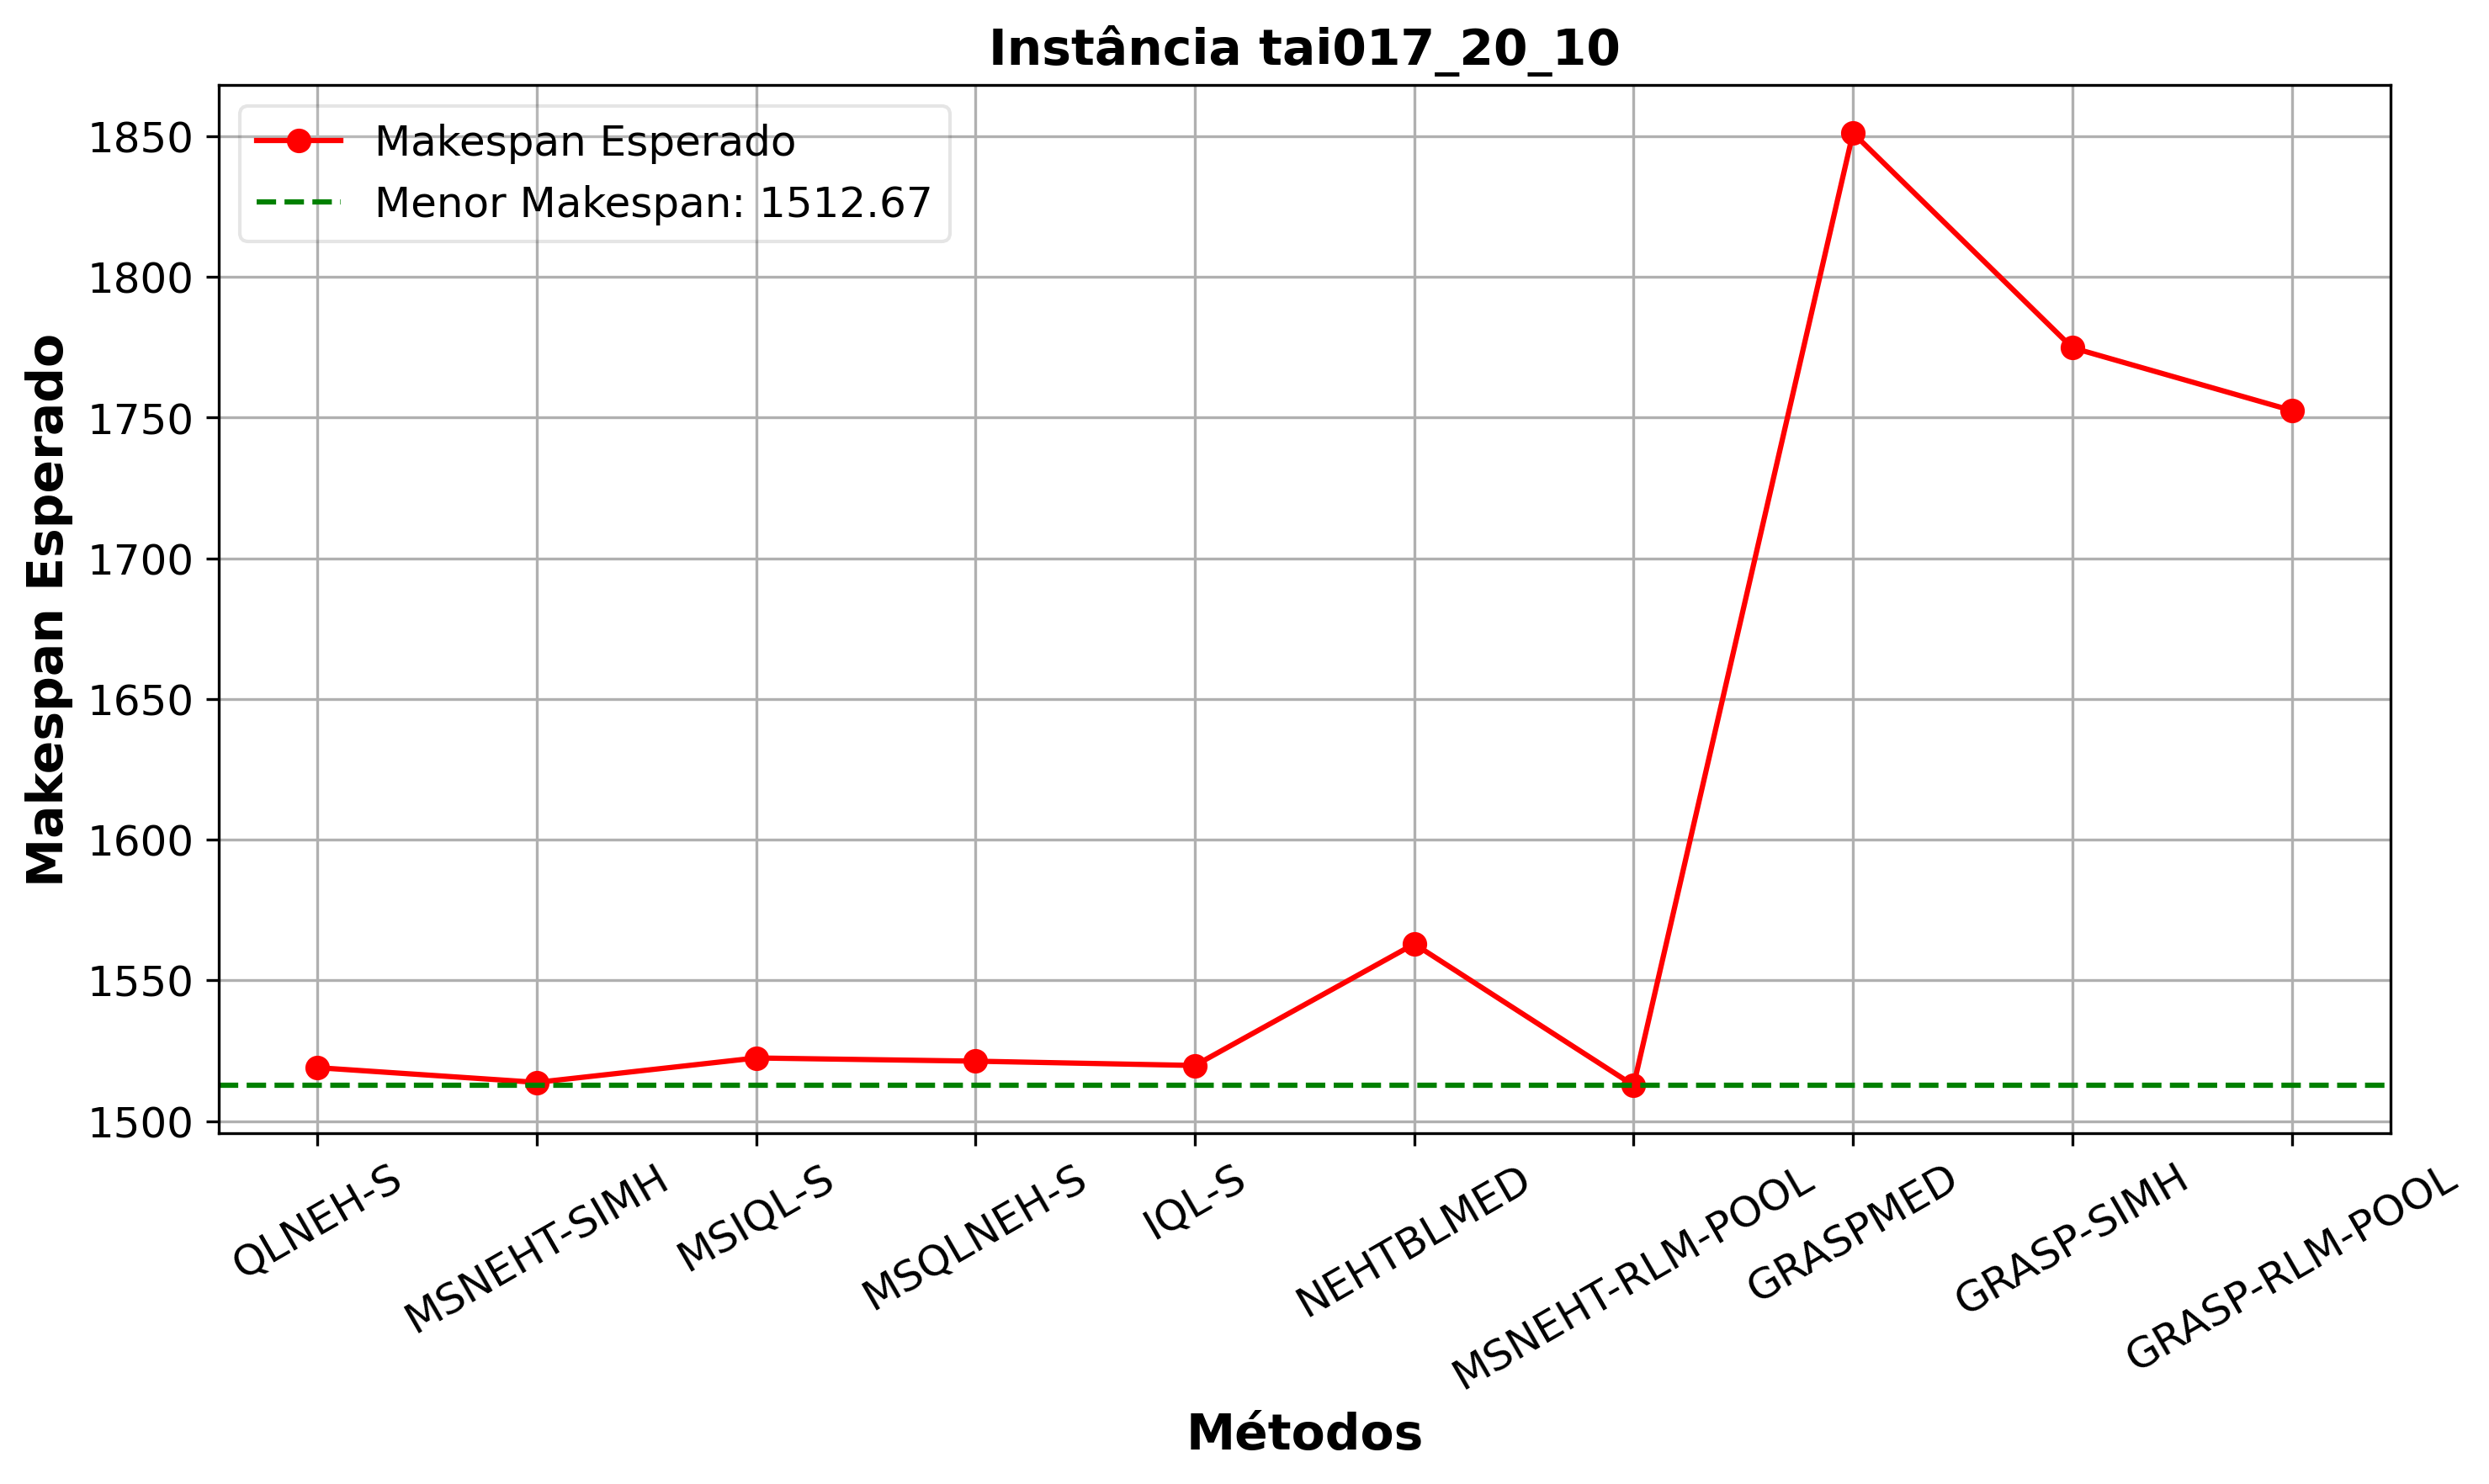 Instância tai017_20_10
Makespan Esperado
Menor Makespan: 1512.67
Makespan Esperado
1850
1800
1750
1700
1650
1600
1550
1500
QLNEH-S
MSNEHT-SIMH
MSIQL-S
MSQLNEH-S
IQL-S
NEHTBLMED
MSNEHT-RLM-POOL
GRASPMED
GRASP-SIMH
GRASP-RLM-POOL
Métodos